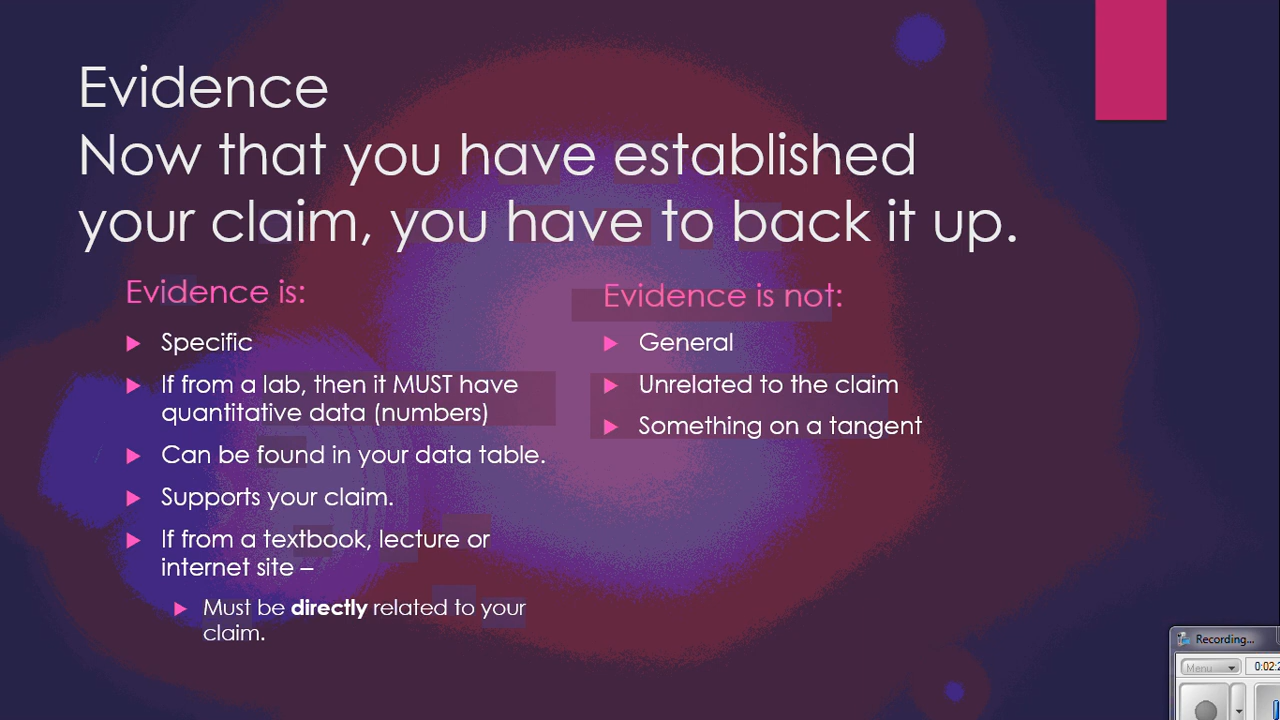 Evidence
Now that you have established
your claim, you have to back it up.
Evidence is:
Specific
If from a lab, then it MUST have
quantitative data (numbers)
Can be found in your data table.
Supports your claim.
If from a textbook, lecture or
internet site –
Must be directly related to your
claim.
Evidence is not:
General
Unrelated to the claim
Something on a tangent
Recording...
Menu